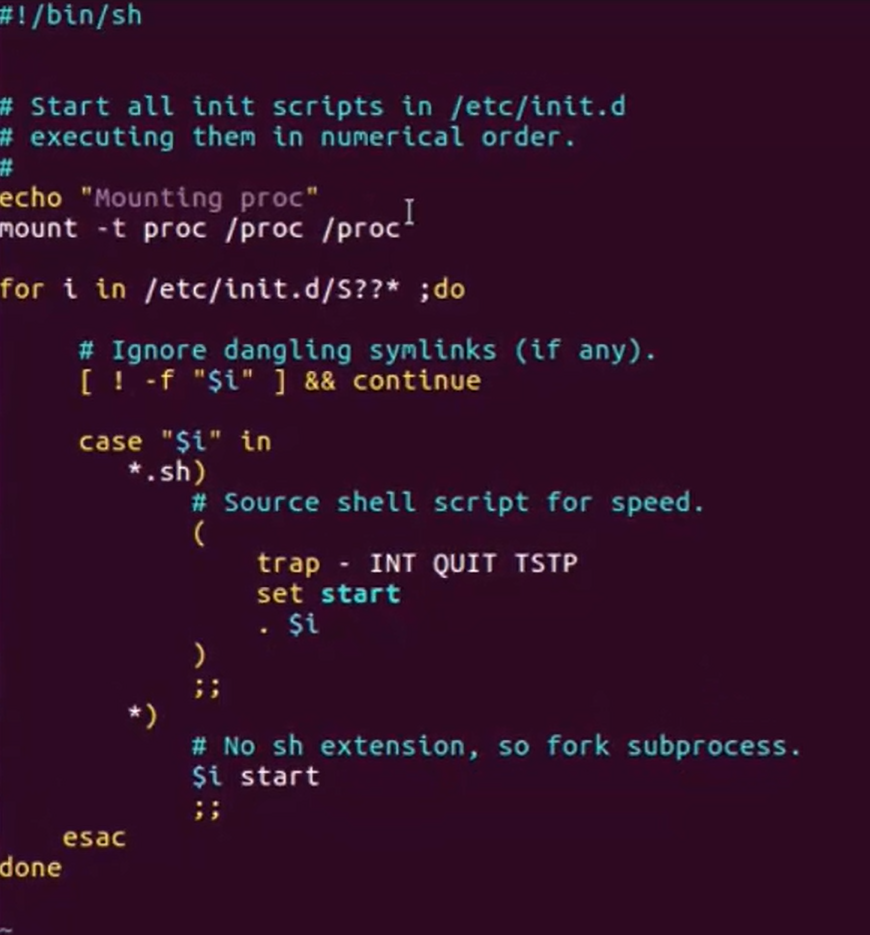 #!/bin/sh
# Start all init scripts in /etc/init.d
# executing them in numerical order.
#
echo "Mounting proc"
mount -t proc /proc /proc
for i in /etc/init.d/S??* ;do
# Ignore dangling symlinks (if any).
[ ! -f "$i" ] && continue
case "$i" in
*.sh)
# Source shell script for speed.
(
trap - INT QUIT TSTP
set start
. $i
)
;;
*)
# No sh extension, so fork subprocess.
$i start
;;
esac
done
~